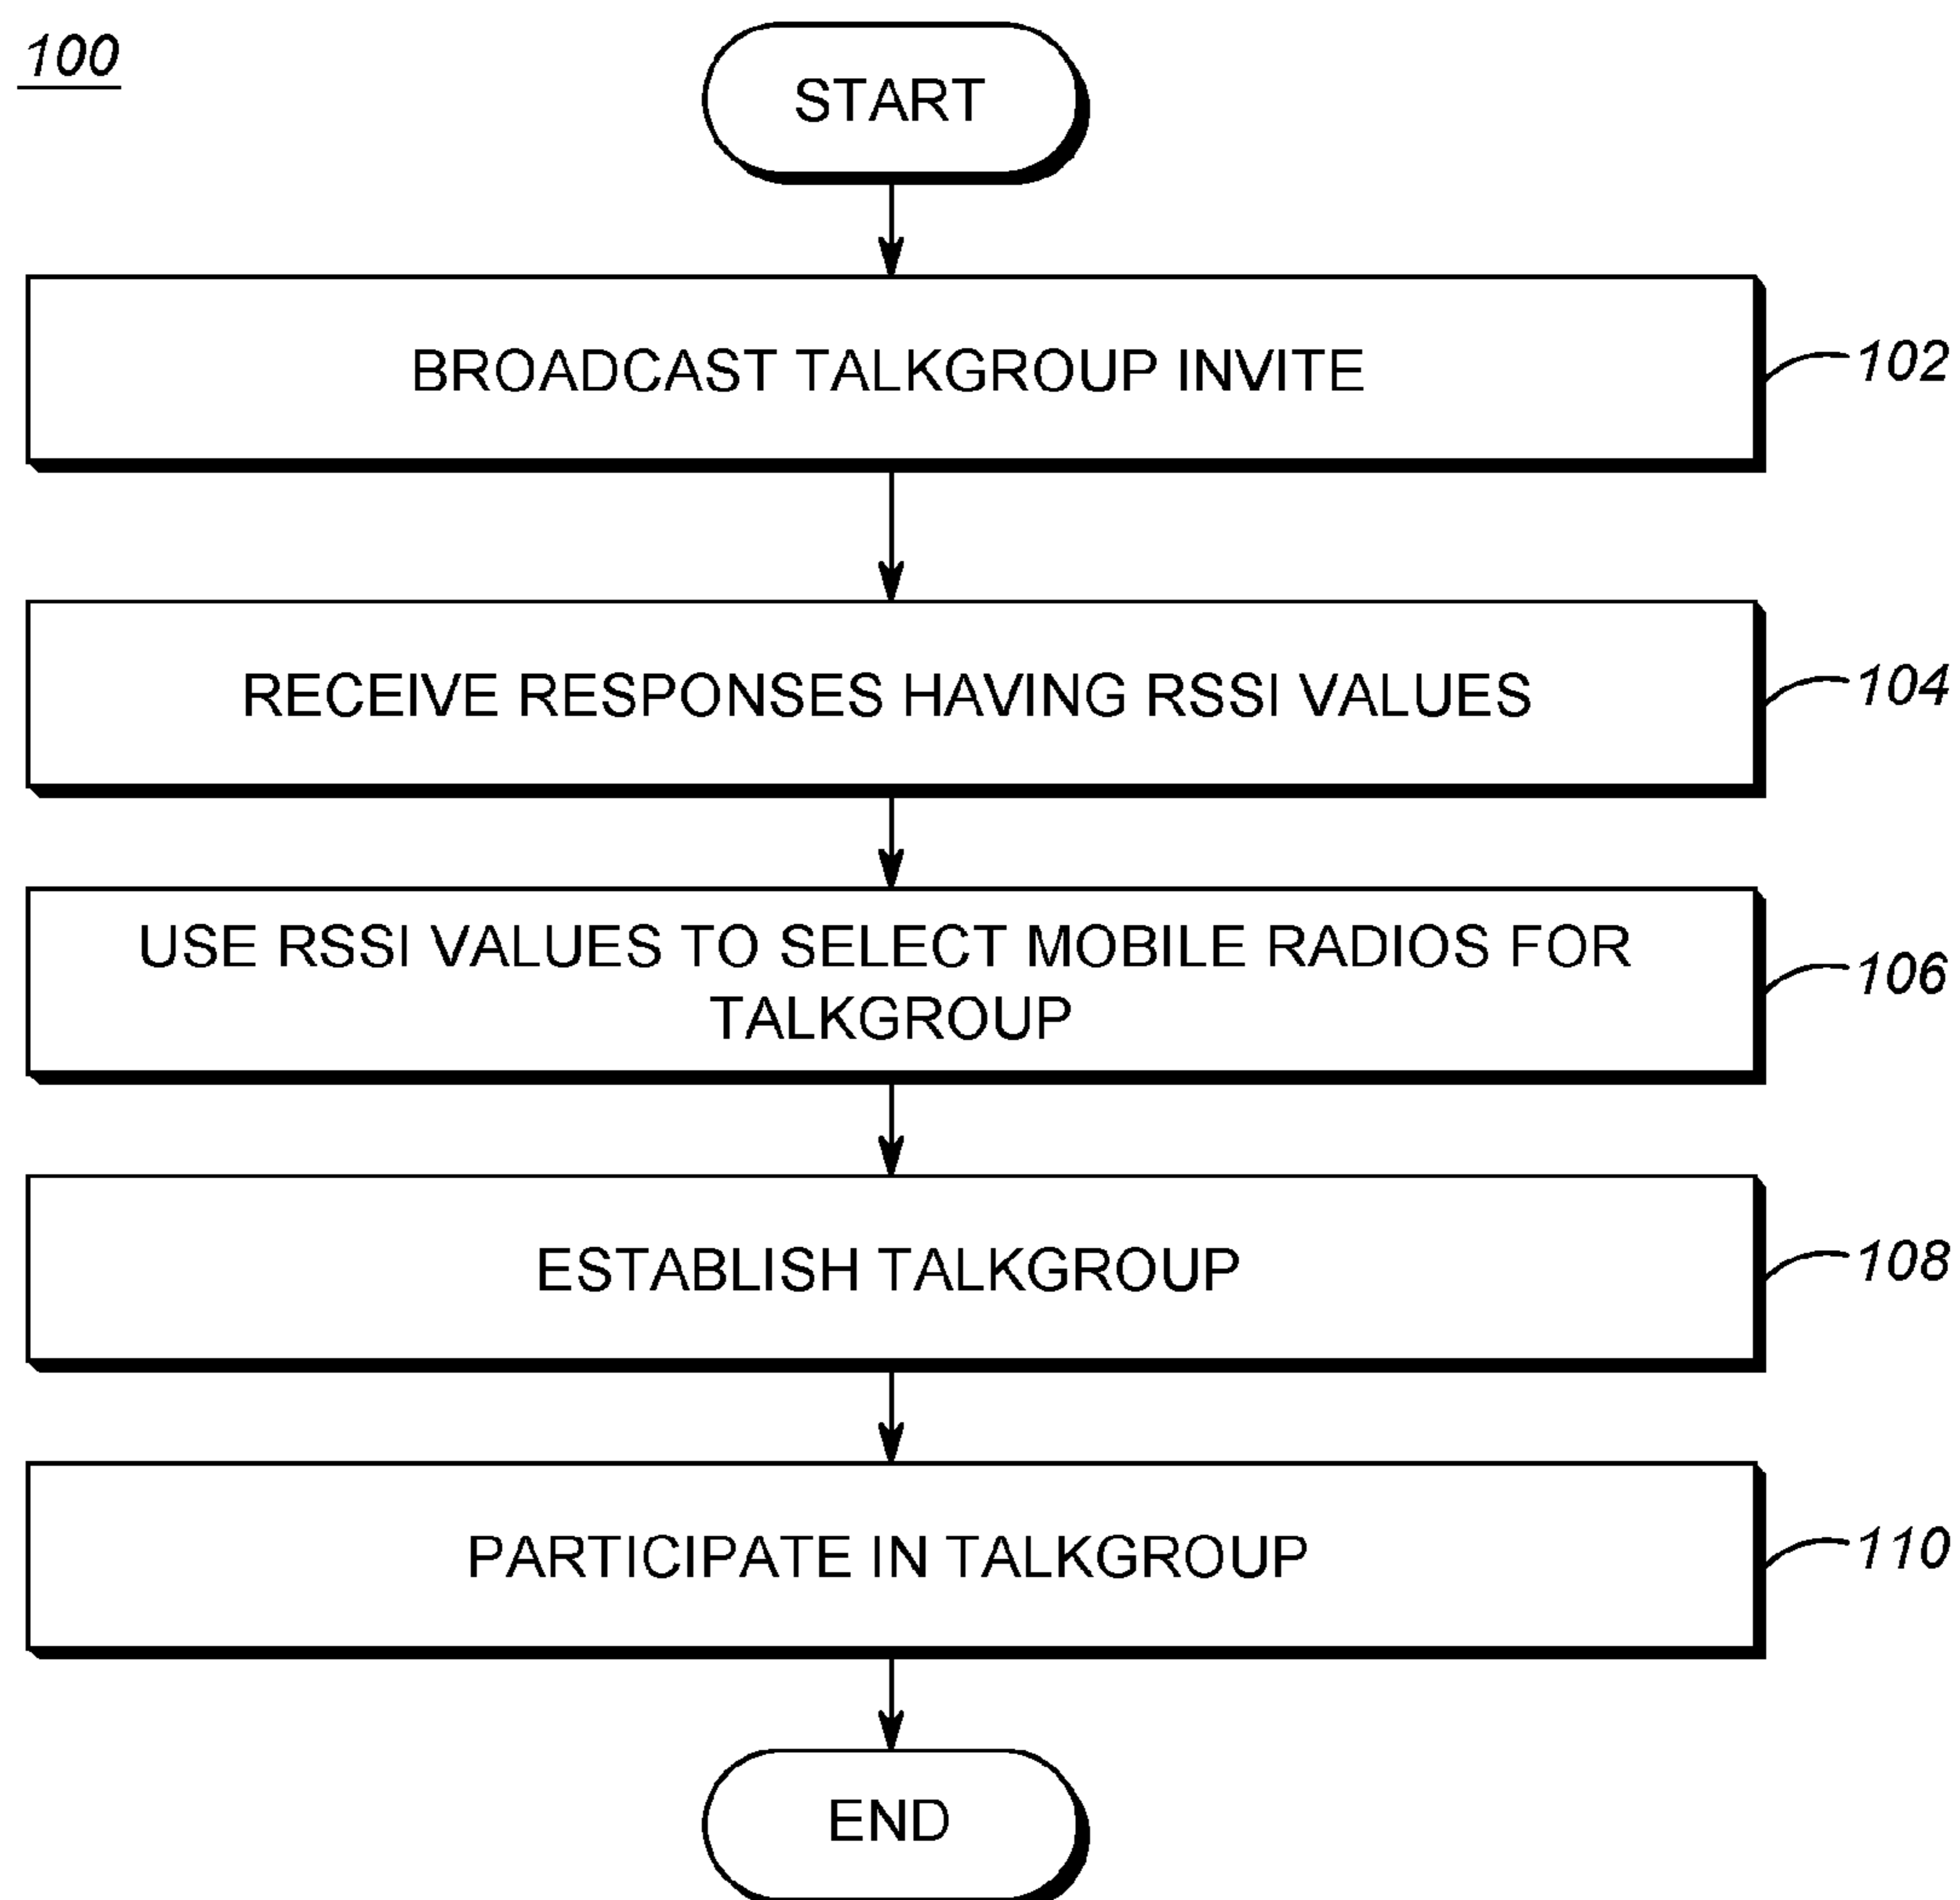 100
START
BROADCAST TALKGROUP INVITE
102
RECEIVE RESPONSES HAVING RSSI VALUES
104
USE RSSI VALUES TO SELECT MOBILE RADIOS FOR
TALKGROUP
106
ESTABLISH TALKGROUP
108
PARTICIPATE IN TALKGROUP
110
END